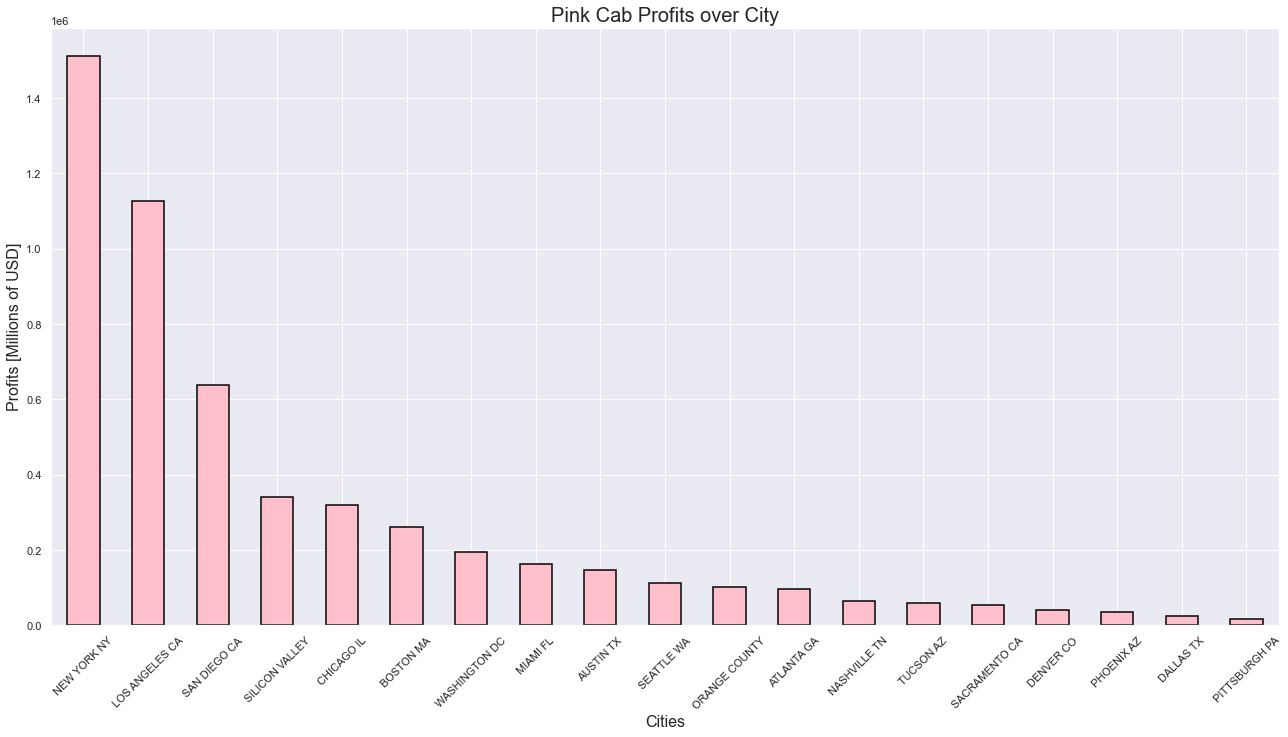 Pink Cab Profits over City
1e6
1.4
1.2
1.0
0.8
0.6
0.4
0.2
0.0
Profits [Millions of USD]
NEW YORK NY
LOS ANGELES CA
SAN DIEGO CA
SILICON VALLEY
CHICAGO IL
BOSTON MA
WASHINGTON DC
MIAMI FL
AUSTIN TX
SEATTLE WA
ORANGE COUNTY
ATLANTA GA
NASHVILLE TN
TUCSON AZ
SACRAMENTO CA
DENVER CO
PHOENIX AZ
DALLAS TX
PITTSBURGH PA
Cities